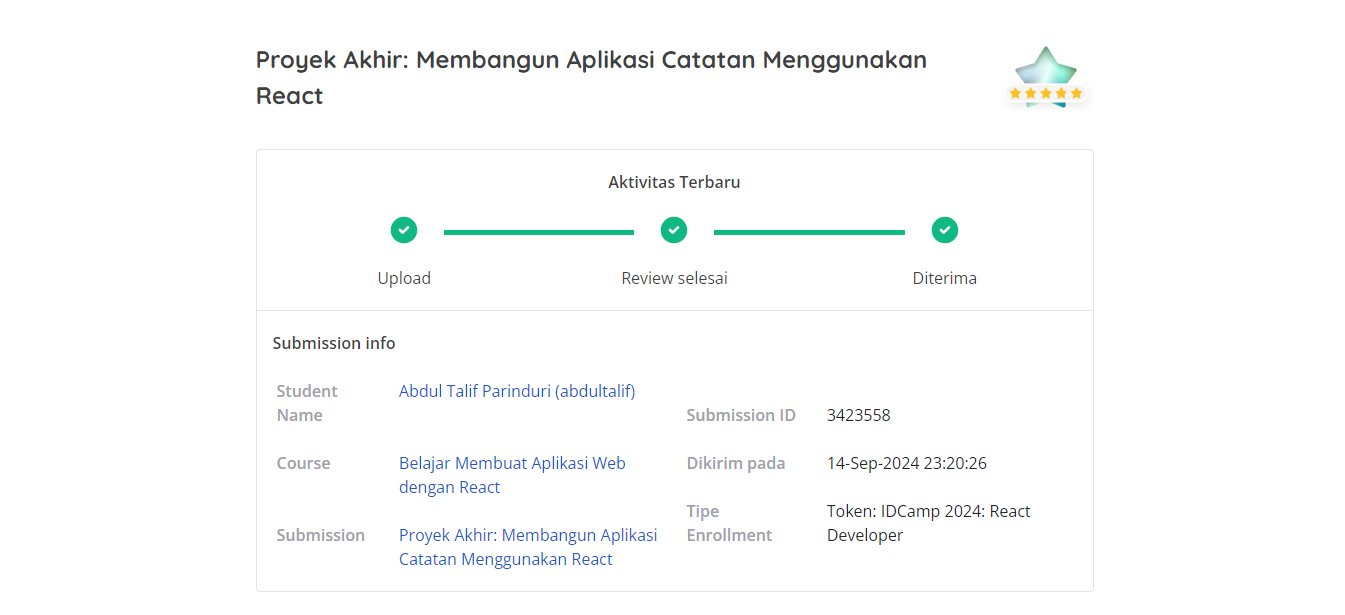 Proyek Akhir: Membangun Aplikasi Catatan Menggunakan
React
Aktivitas Terbaru
Upload
Review selesai
Diterima
Submission info
Student
Name
Abdul Talif Parinduri (abdultalif)
Submission ID
3423558
Course
Belajar Membuat Aplikasi Web
dengan React
Dikirim pada
14-Sep-2024 23:20:26
Submission
Proyek Akhir: Membangun Aplikasi
Catatan Menggunakan React
Tipe
Enrollment
Token: IDCamp 2024: React
Developer